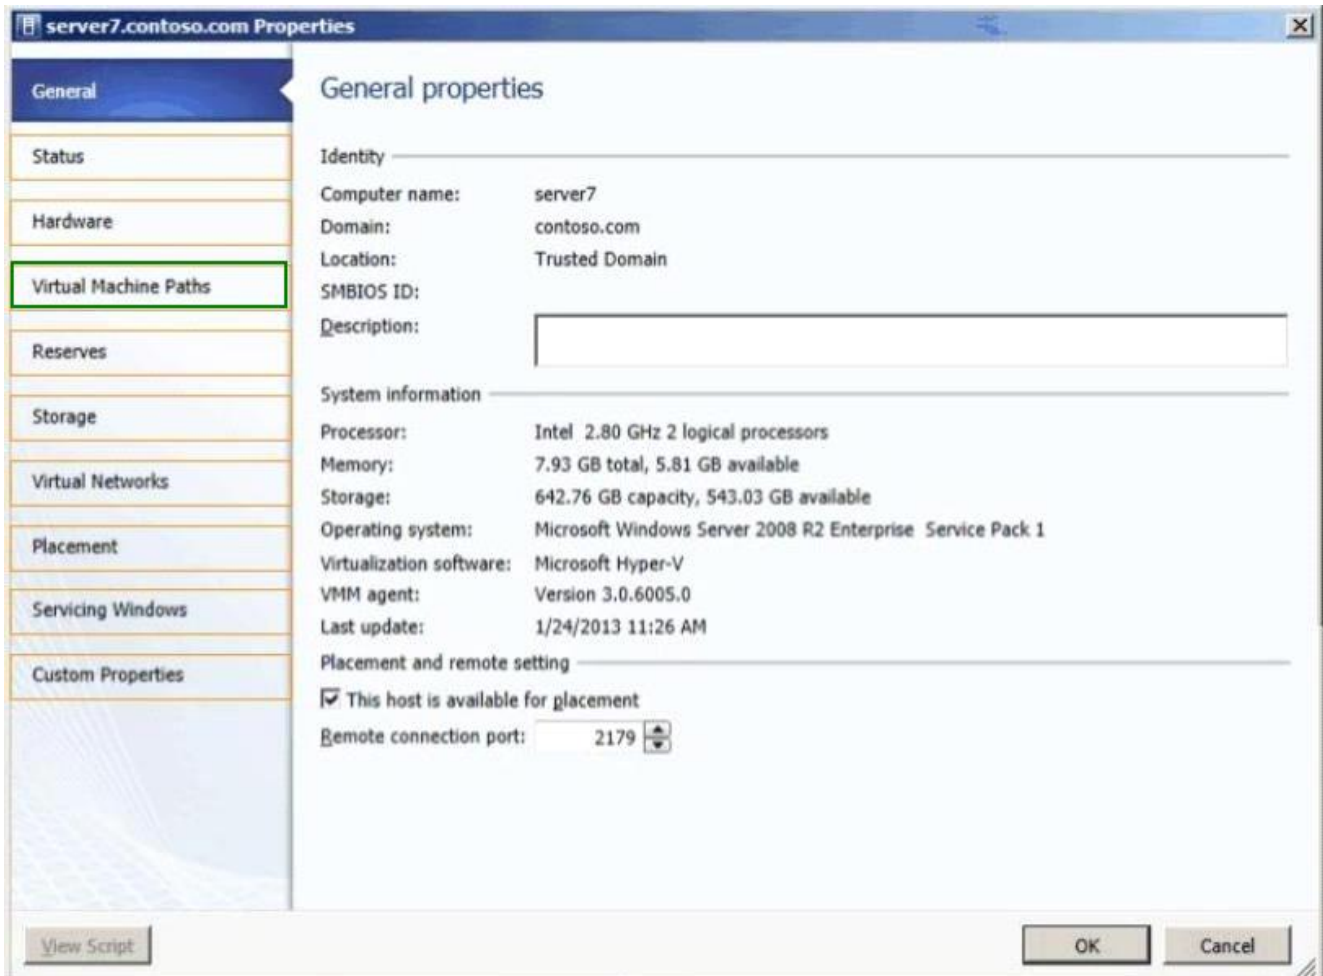 server7.contoso.com Properties
General
Status
Hardware
Virtual Machine Paths
Reserves
Storage
Virtual Networks
Placement
Servicing Windows
Custom Properties
General properties
Identity
Computer name: server7
Domain: contoso.com
Location: Trusted Domain
SMBIOS ID:
Description:
System information
Processor: Intel 2.80 GHz 2 logical processors
Memory: 7.93 GB total, 5.81 GB available
Storage: 642.76 GB capacity, 543.03 GB available
Operating system: Microsoft Windows Server 2008 R2 Enterprise Service Pack 1
Virtualization software: Microsoft Hyper-V
VMM agent: Version 3.0.6005.0
Last update: 1/24/2013 11:26 AM
Placement and remote setting
This host is available for placement
Remote connection port: 2179
View Script
OK
Cancel